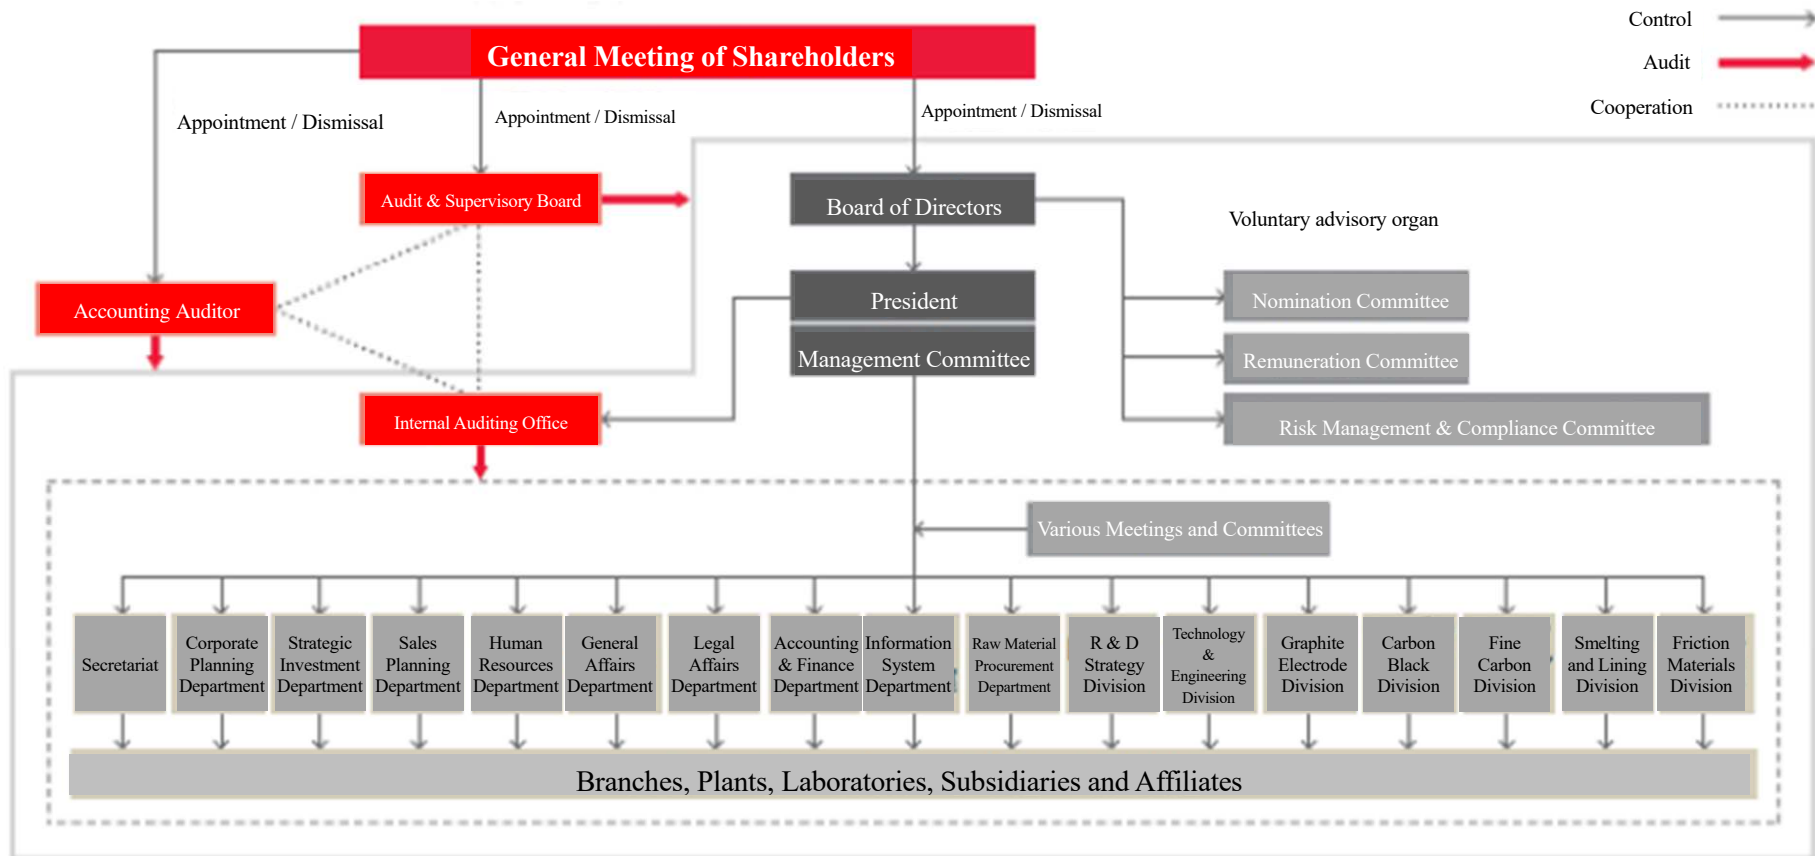 Control
General Meeting of Shareholders
Audit
Cooperation
Appointment / Dismissal
Appointment / Dismissal
Appointment / Dismissal
Audit & Supervisory Board
Board of Directors
Voluntary advisory organ
Accounting Auditor
President
Nomination Committee
Management Committee
Remuneration Committee
Internal Auditing Office
Risk Management & Compliance Committee
Various Meetings and Committees
Secretariat
Corporate
Planning
Department
Strategic
Investment
Department
Sales
Planning
Department
Human
Resources
Department
General
Affairs
Department
Legal
Affairs
Department
Accounting
& Finance
Department
Information
System
Department
Raw Material
Procurement
Department
R & D
Strategy
Division
Technology
&
Engineering
Division
Graphite
Electrode
Division
Carbon
Black
Division
Fine
Carbon
Division
Smelting
and Lining
Division
Friction
Materials
Division
Branches, Plants, Laboratories, Subsidiaries and Affiliates